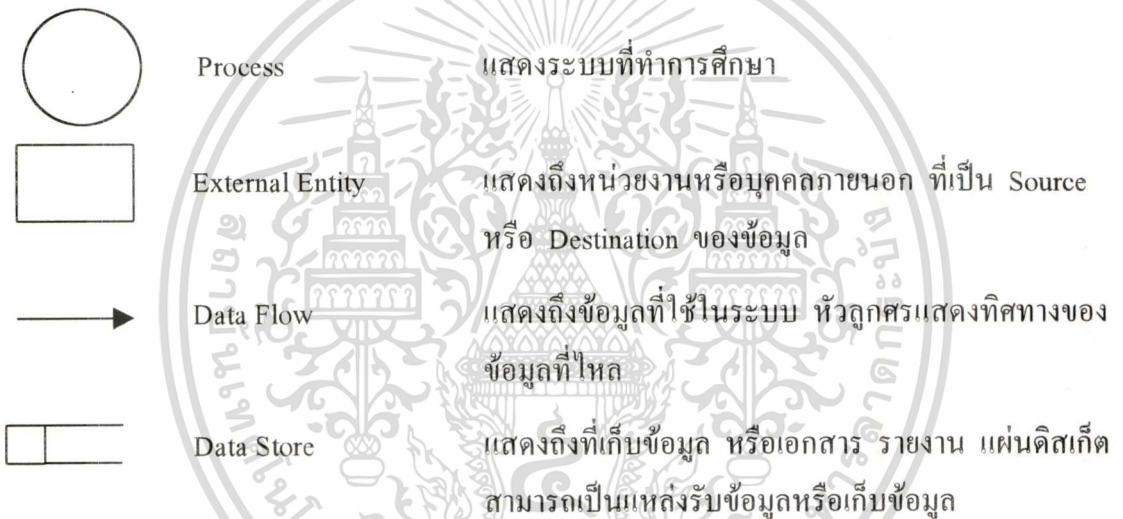 Process แสดงระบบที่ทำการศึกษา
External Entity แสดงถึงหน่วยงานหรือบุคคลภายนอก ที่เป็น Source
หรือ Destination ของข้อมูล
Data Flow แสดงถึงข้อมูลที่ใช้ในระบบ หัวลูกศรแสดงทิศทางของ
ข้อมูลที่ไหล
Data Store แสดงถึงที่เก็บข้อมูล หรือเอกสาร รายงาน แผ่นดิสเก็ต
สามารถเป็นแหล่งรับข้อมูลหรือเก็บข้อมูล